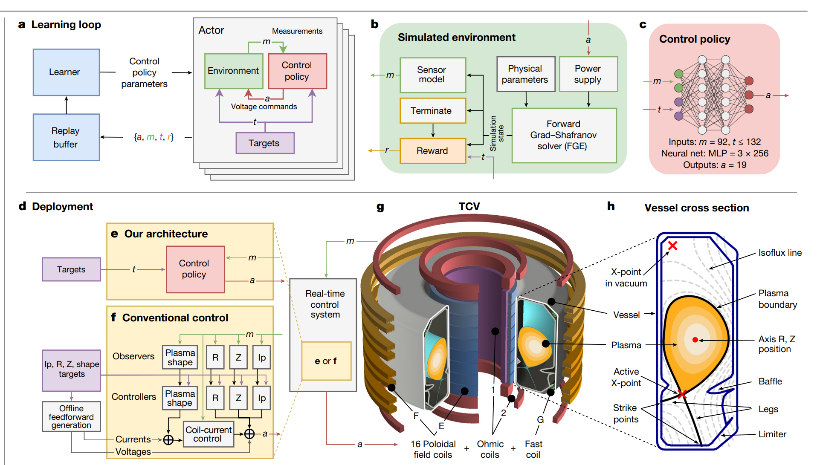 a Learning loop
Learner
Control
policy
parameters
Replay
buffer
{a, m, t, r}
Actor
Measurements
m
Environment
Control
policy
a
Voltage commands
t
Targets
b
Simulated environment
a
m
Sensor
model
Physical
parameters
Power
supply
Terminate
Simulation
state
Forward
Grad–Shafranov
solver (FGE)
r
Reward
t
c
Control policy
m
t
a
Inputs: m = 92, t ≤ 132
Neural net: MLP = 3 × 256
Outputs: a = 19
d Deployment
e Our architecture
Targets
t
Control
policy
m
a
f Conventional control
m
Observers
Plasma
shape
R
Z
Ip
Ip, R, Z, shape
targets
Controllers
Plasma
shape
R
Z
Ip
Offline
feedforward
generation
Coil-current
control
a
Currents
Voltages
m
Real-time
control
system
e or f
a
g
TCV
F
E
1
2
G
16 Poloidal
field coils
+
Ohmic
coils
+
Fast
coil
h
Vessel cross section
X-point
in vacuum
Isoflux line
Vessel
Plasma
boundary
Plasma
Axis R, Z
position
Active
X-point
Baffle
Strike
points
Legs
Limiter